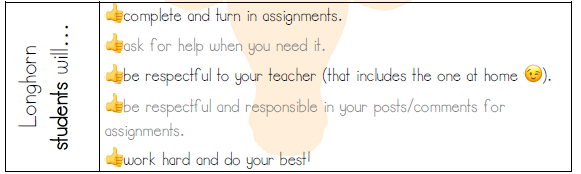 Longhorn
students will...
👍complete and turn in assignments.
👍ask for help when you need it.
👍be respectful to your teacher (that includes the one at home 😉).
👍be respectful and responsible in your posts/comments for
assignments.
👍work hard and do your best!